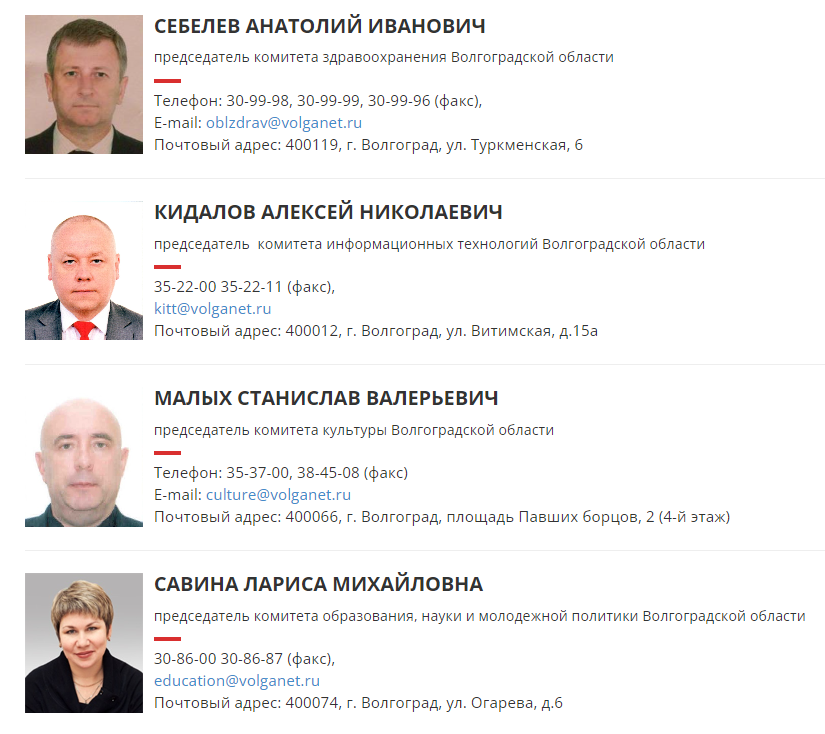 СЕБЕЛЕВ АНАТОЛИЙ ИВАНОВИЧ
председатель комитета здравоохранения Волгоградской области
Телефон: 30-99-98, 30-99-99, 30-99-96 (факс),
E-mail: oblzdrav@volganet.ru
Почтовый адрес: 400119, г. Волгоград, ул. Туркменская, 6
КИДАЛОВ АЛЕКСЕЙ НИКОЛАЕВИЧ
председатель комитета информационных технологий Волгоградской области
35-22-00 35-22-11 (факс),
kitt@volganet.ru
Почтовый адрес: 400012, г. Волгоград, ул. Витимская, д.15а
МАЛЫХ СТАНИСЛАВ ВАЛЕРЬЕВИЧ
председатель комитета культуры Волгоградской области
Телефон: 35-37-00, 38-45-08 (факс)
E-mail: culture@volganet.ru
Почтовый адрес: 400066, г. Волгоград, площадь Павших борцов, 2 (4-й этаж)
САВИНА ЛАРИСА МИХАЙЛОВНА
председатель комитета образования, науки и молодежной политики Волгоградской области
30-86-00 30-86-87 (факс),
education@volganet.ru
Почтовый адрес: 400074, г. Волгоград, ул. Огарева, д.6